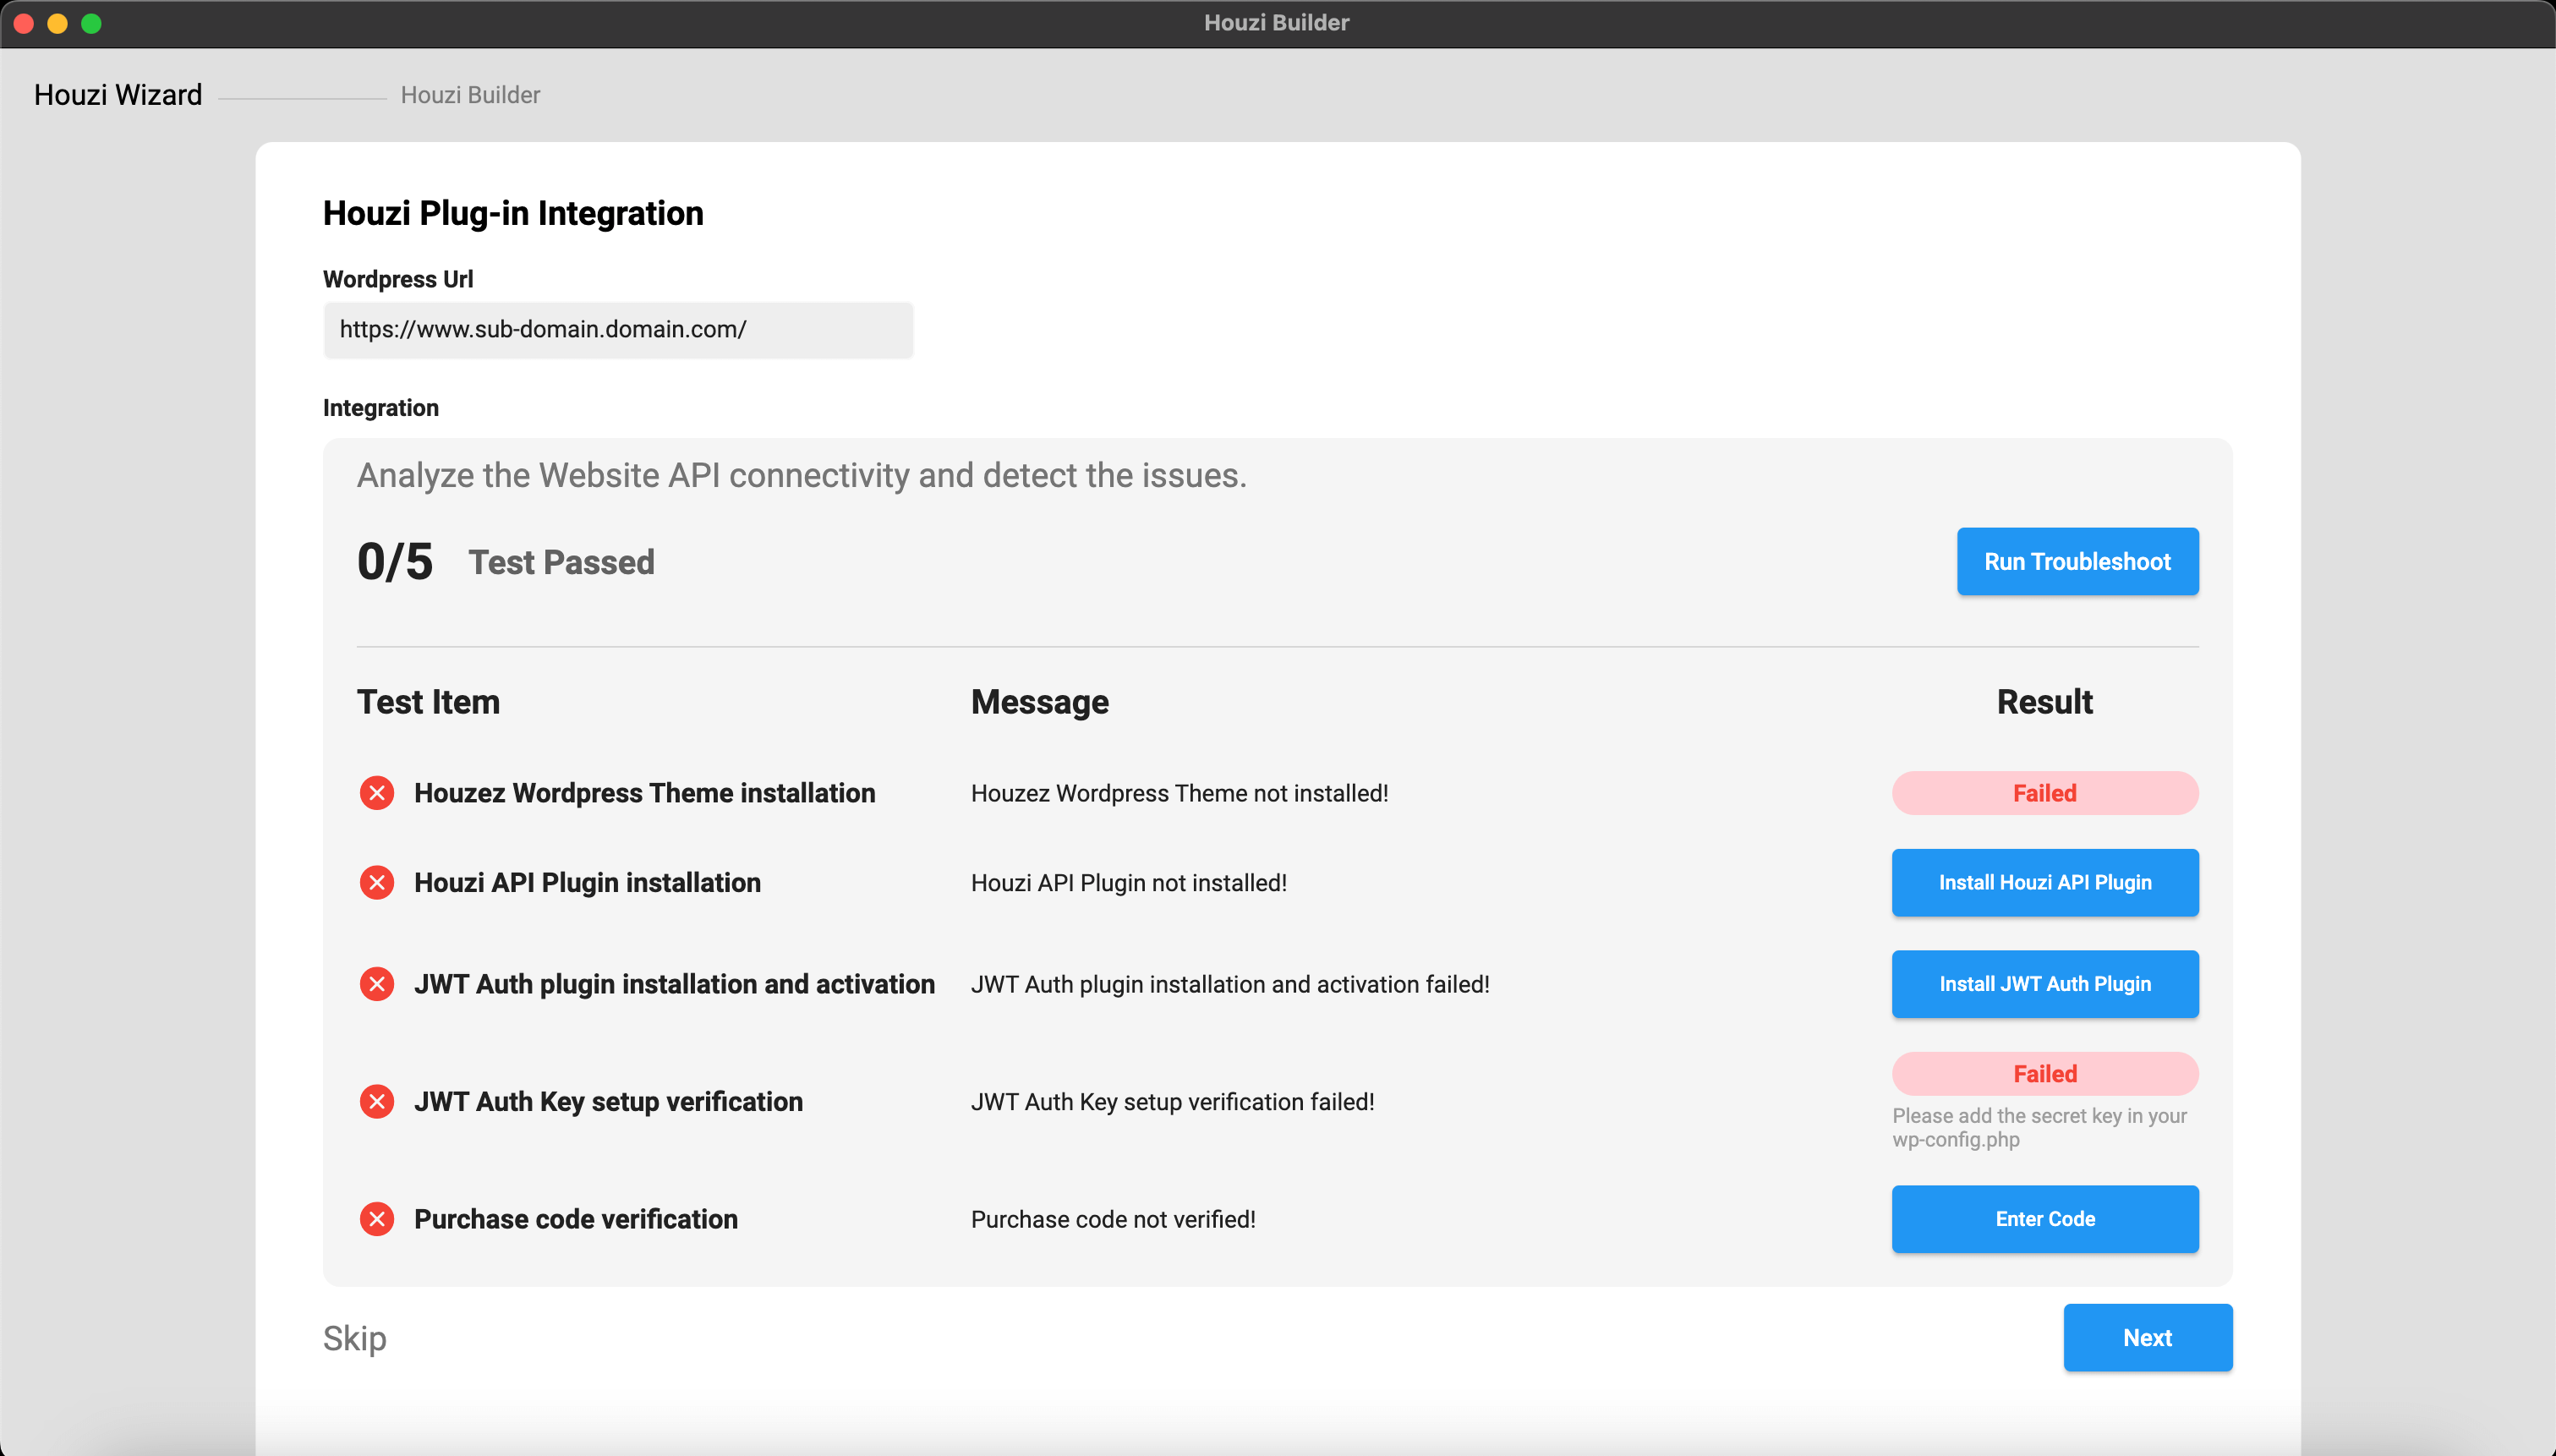 Houzi Builder
Houzi Wizard
Houzi Builder
Houzi Plug-in Integration
Wordpress Url
https://www.sub-domain.domain.com/
Integration
Analyze the Website API connectivity and detect the issues.
0/5 Test Passed
Run Troubleshoot
Test Item Message Result
Houzez Wordpress Theme installation Houzez Wordpress Theme not installed! Failed
Houzi API Plugin installation Houzi API Plugin not installed! Install Houzi API Plugin
JWT Auth plugin installation and activation JWT Auth plugin installation and activation failed! Install JWT Auth Plugin
JWT Auth Key setup verification JWT Auth Key setup verification failed! Failed
Please add the secret key in your
wp-config.php
Purchase code verification Purchase code not verified! Enter Code
Skip
Next